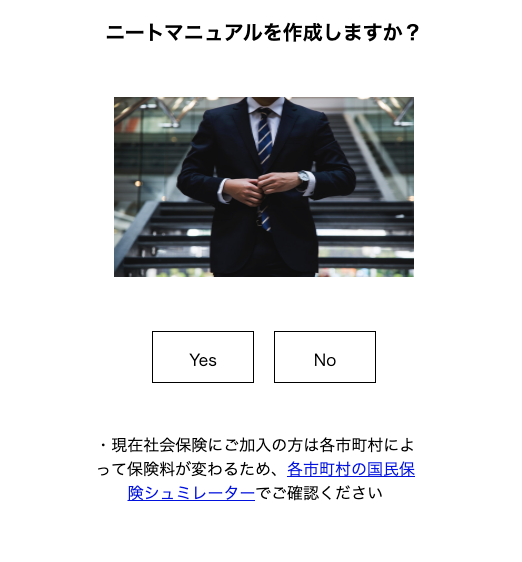 ニートマニュアルを作成しますか？
Yes
No
・現在社会保険にご加入の方は各市町村によ
って保険料が変わるため、各市町村の国民保
険シュミレーターでご確認ください